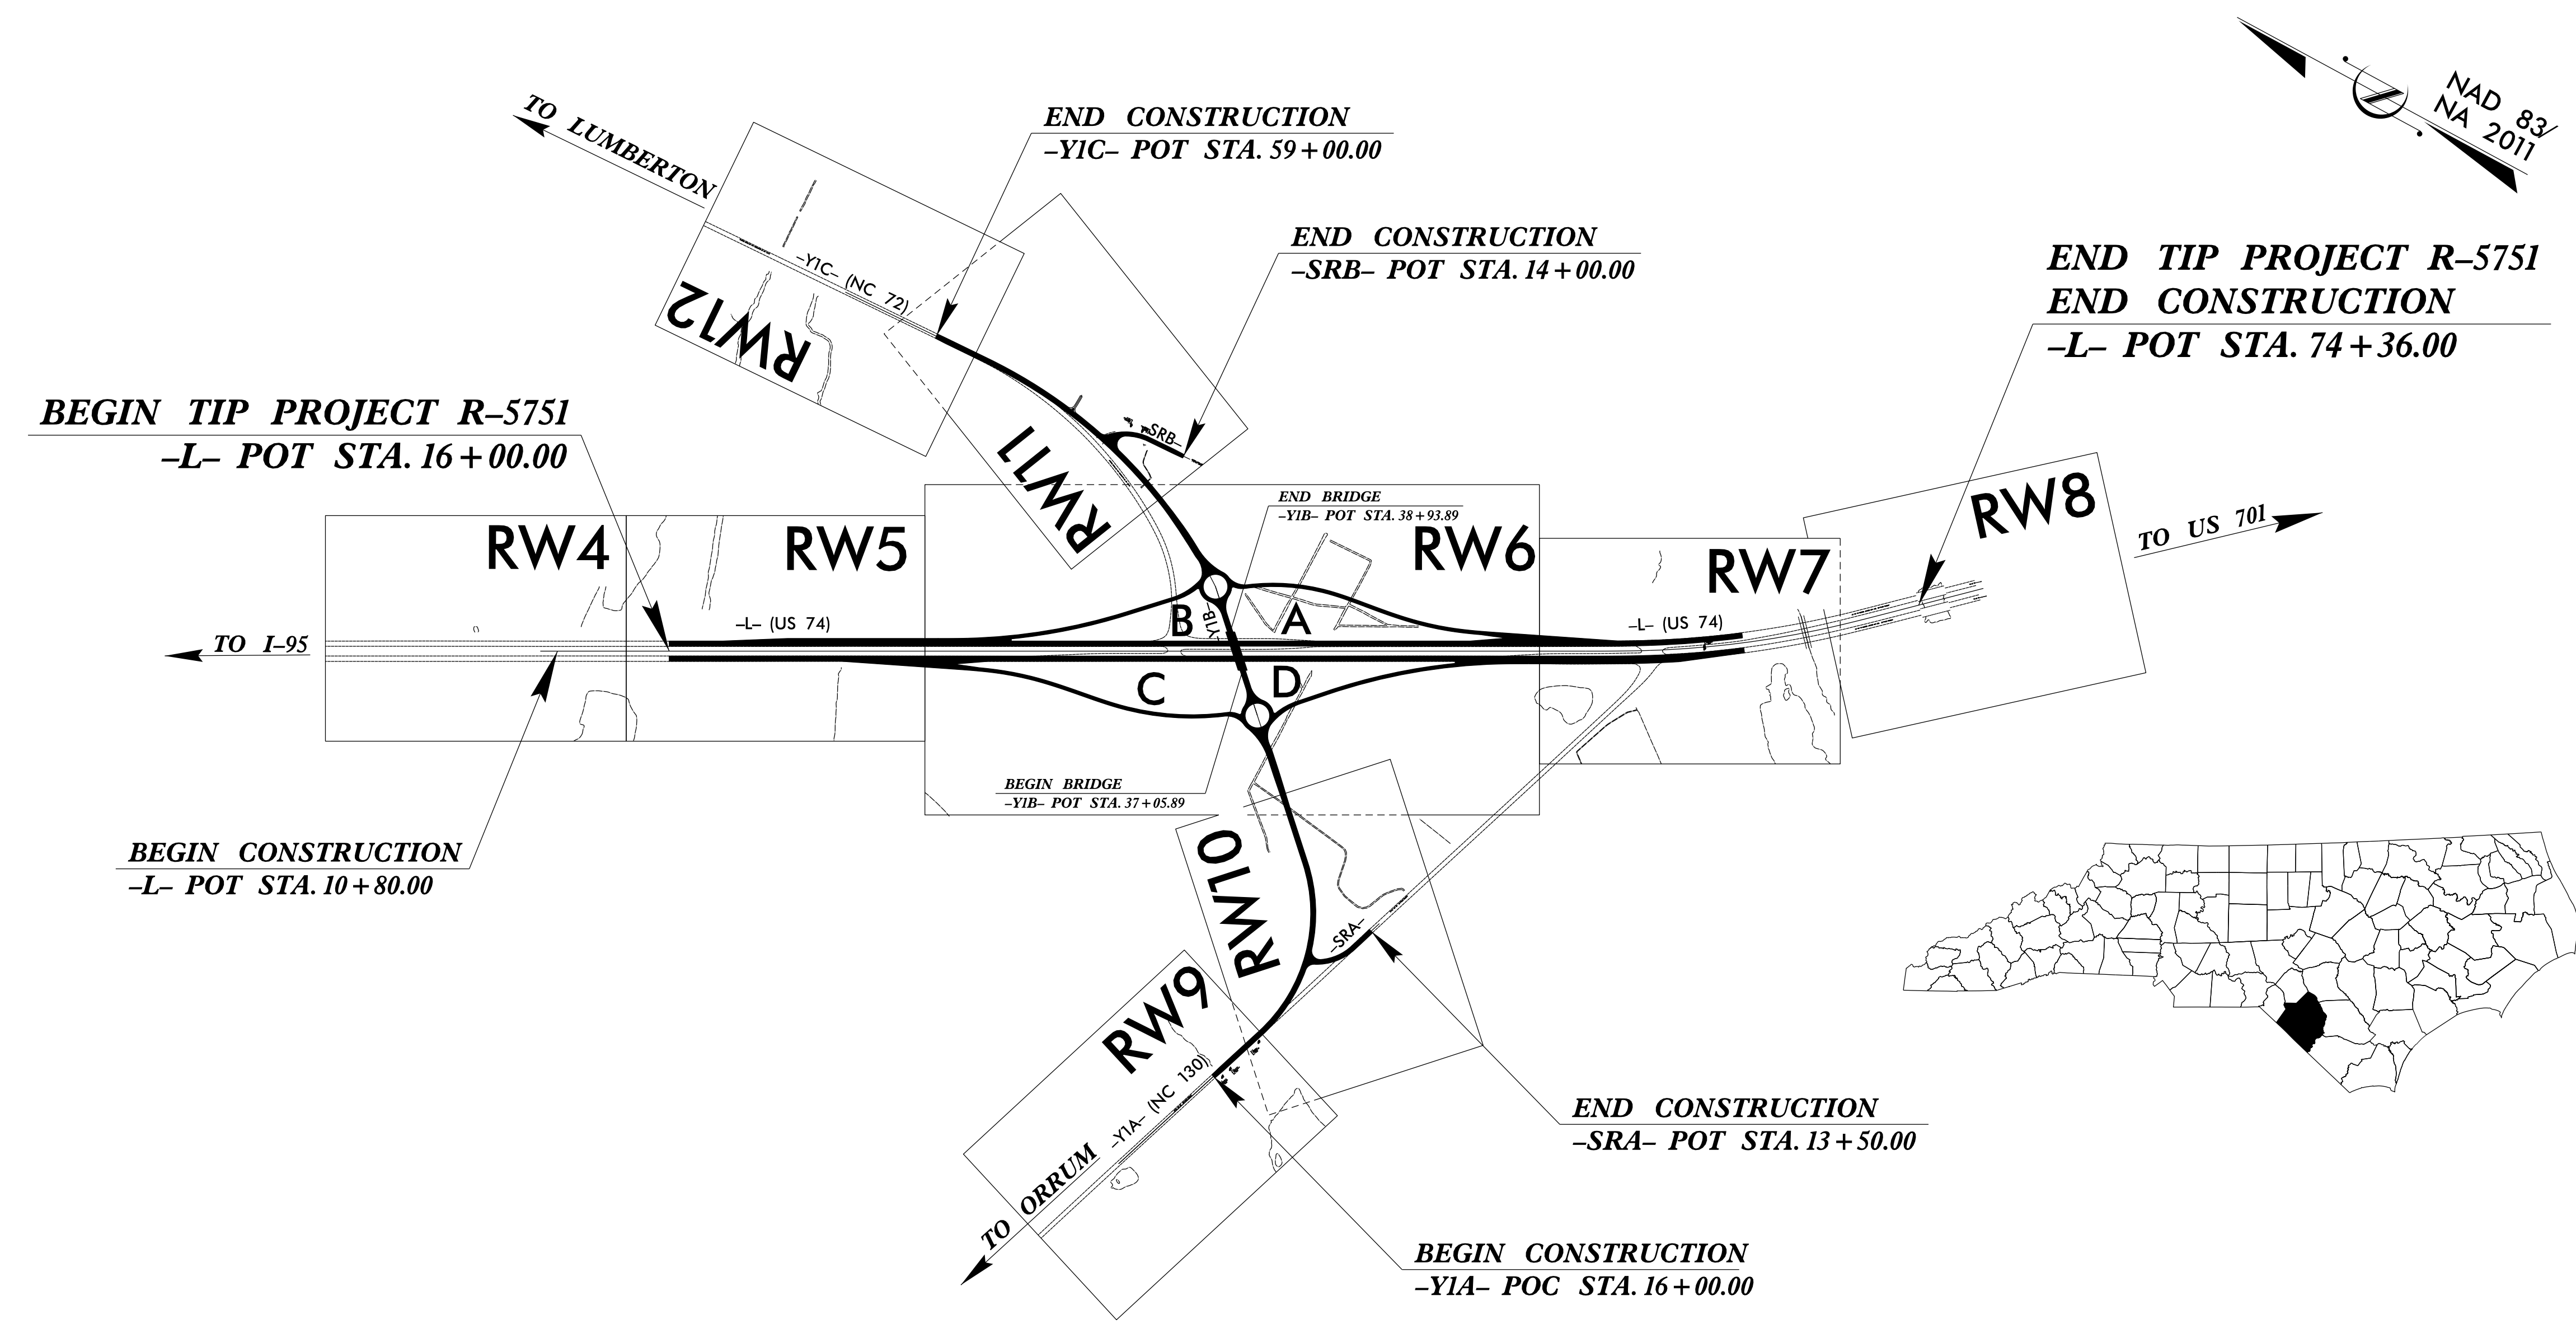 NAD 83/
NA 2011
TO LUMBERTON
END CONSTRUCTION
–Y1C– POT STA. 59+00.00
END CONSTRUCTION
–SRB– POT STA. 14+00.00
END TIP PROJECT R–5751
END CONSTRUCTION
–L– POT STA. 74+36.00
–Y1C– (NC 72)
RW12
BEGIN TIP PROJECT R–5751
–L– POT STA. 16+00.00
–SRB–
RW11
END BRIDGE
–Y1B– POT STA. 38+93.89
RW4
RW5
RW6
RW7
RW8
TO US 701
–L– (US 74)
B
–Y1B–
A
–L– (US 74)
TO I–95
C
D
BEGIN BRIDGE
–Y1B– POT STA. 37+05.89
BEGIN CONSTRUCTION
–L– POT STA. 10+80.00
RW10
–SRA–
RW9
–Y1A– (NC 130)
TO ORRUM
END CONSTRUCTION
–SRA– POT STA. 13+50.00
BEGIN CONSTRUCTION
–Y1A– POC STA. 16+00.00